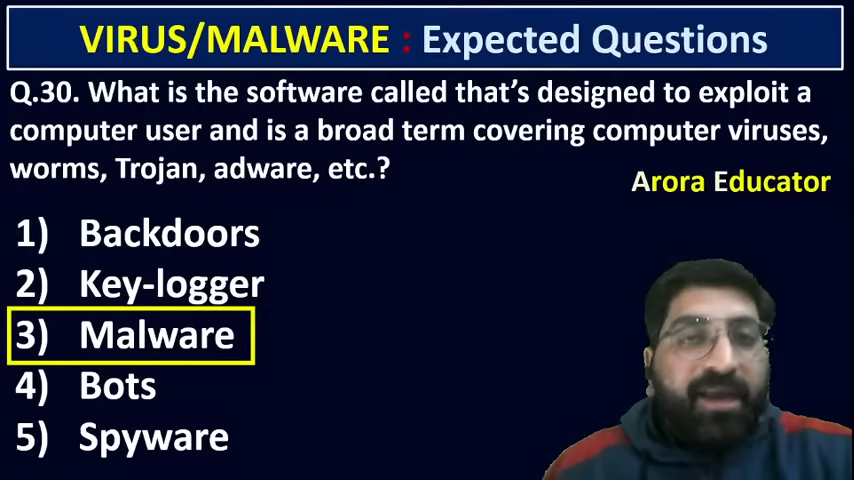 VIRUS/MALWARE : Expected Questions
Q.30. What is the software called that's designed to exploit a
computer user and is a broad term covering computer viruses,
worms, Trojan, adware, etc.?
Arora Educator
1) Backdoors
2) Key-logger
3) Malware
4) Bots
5) Spyware